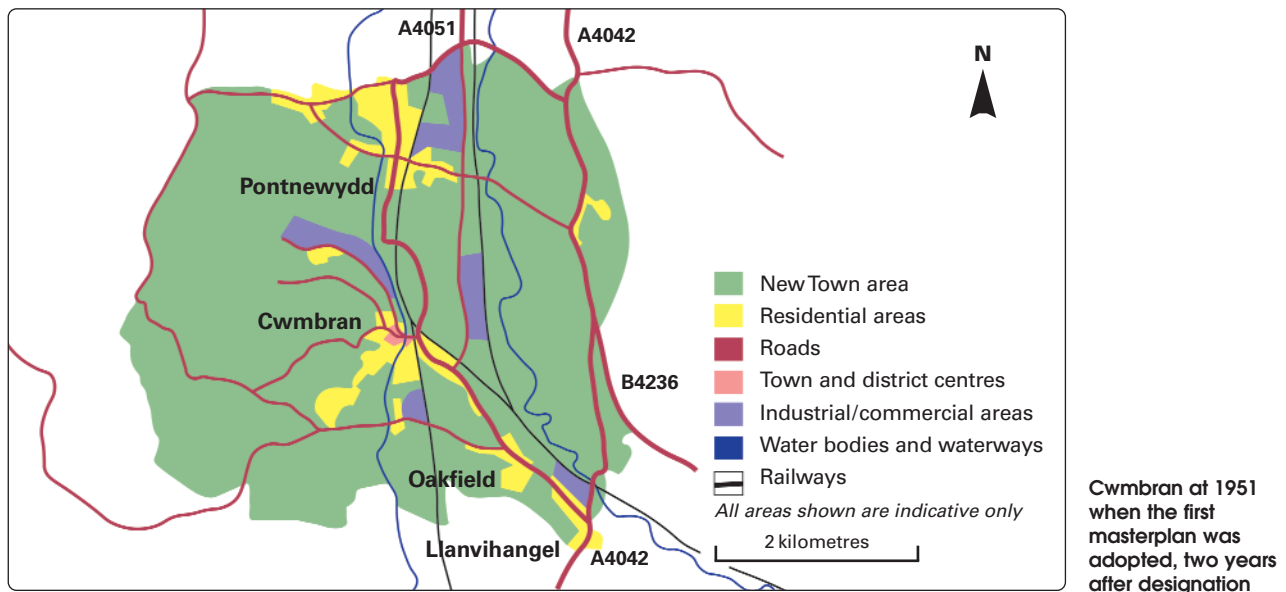 A4051
A4042
N
Pontnewydd
Cwmbran
B4236
Oakfield
Llanvihangel
A4042
New Town area
Residential areas
Roads
Town and district centres
Industrial/commercial areas
Water bodies and waterways
Railways
All areas shown are indicative only
2 kilometres
Cwmbran at 1951
when the first
masterplan was
adopted, two years
after designation